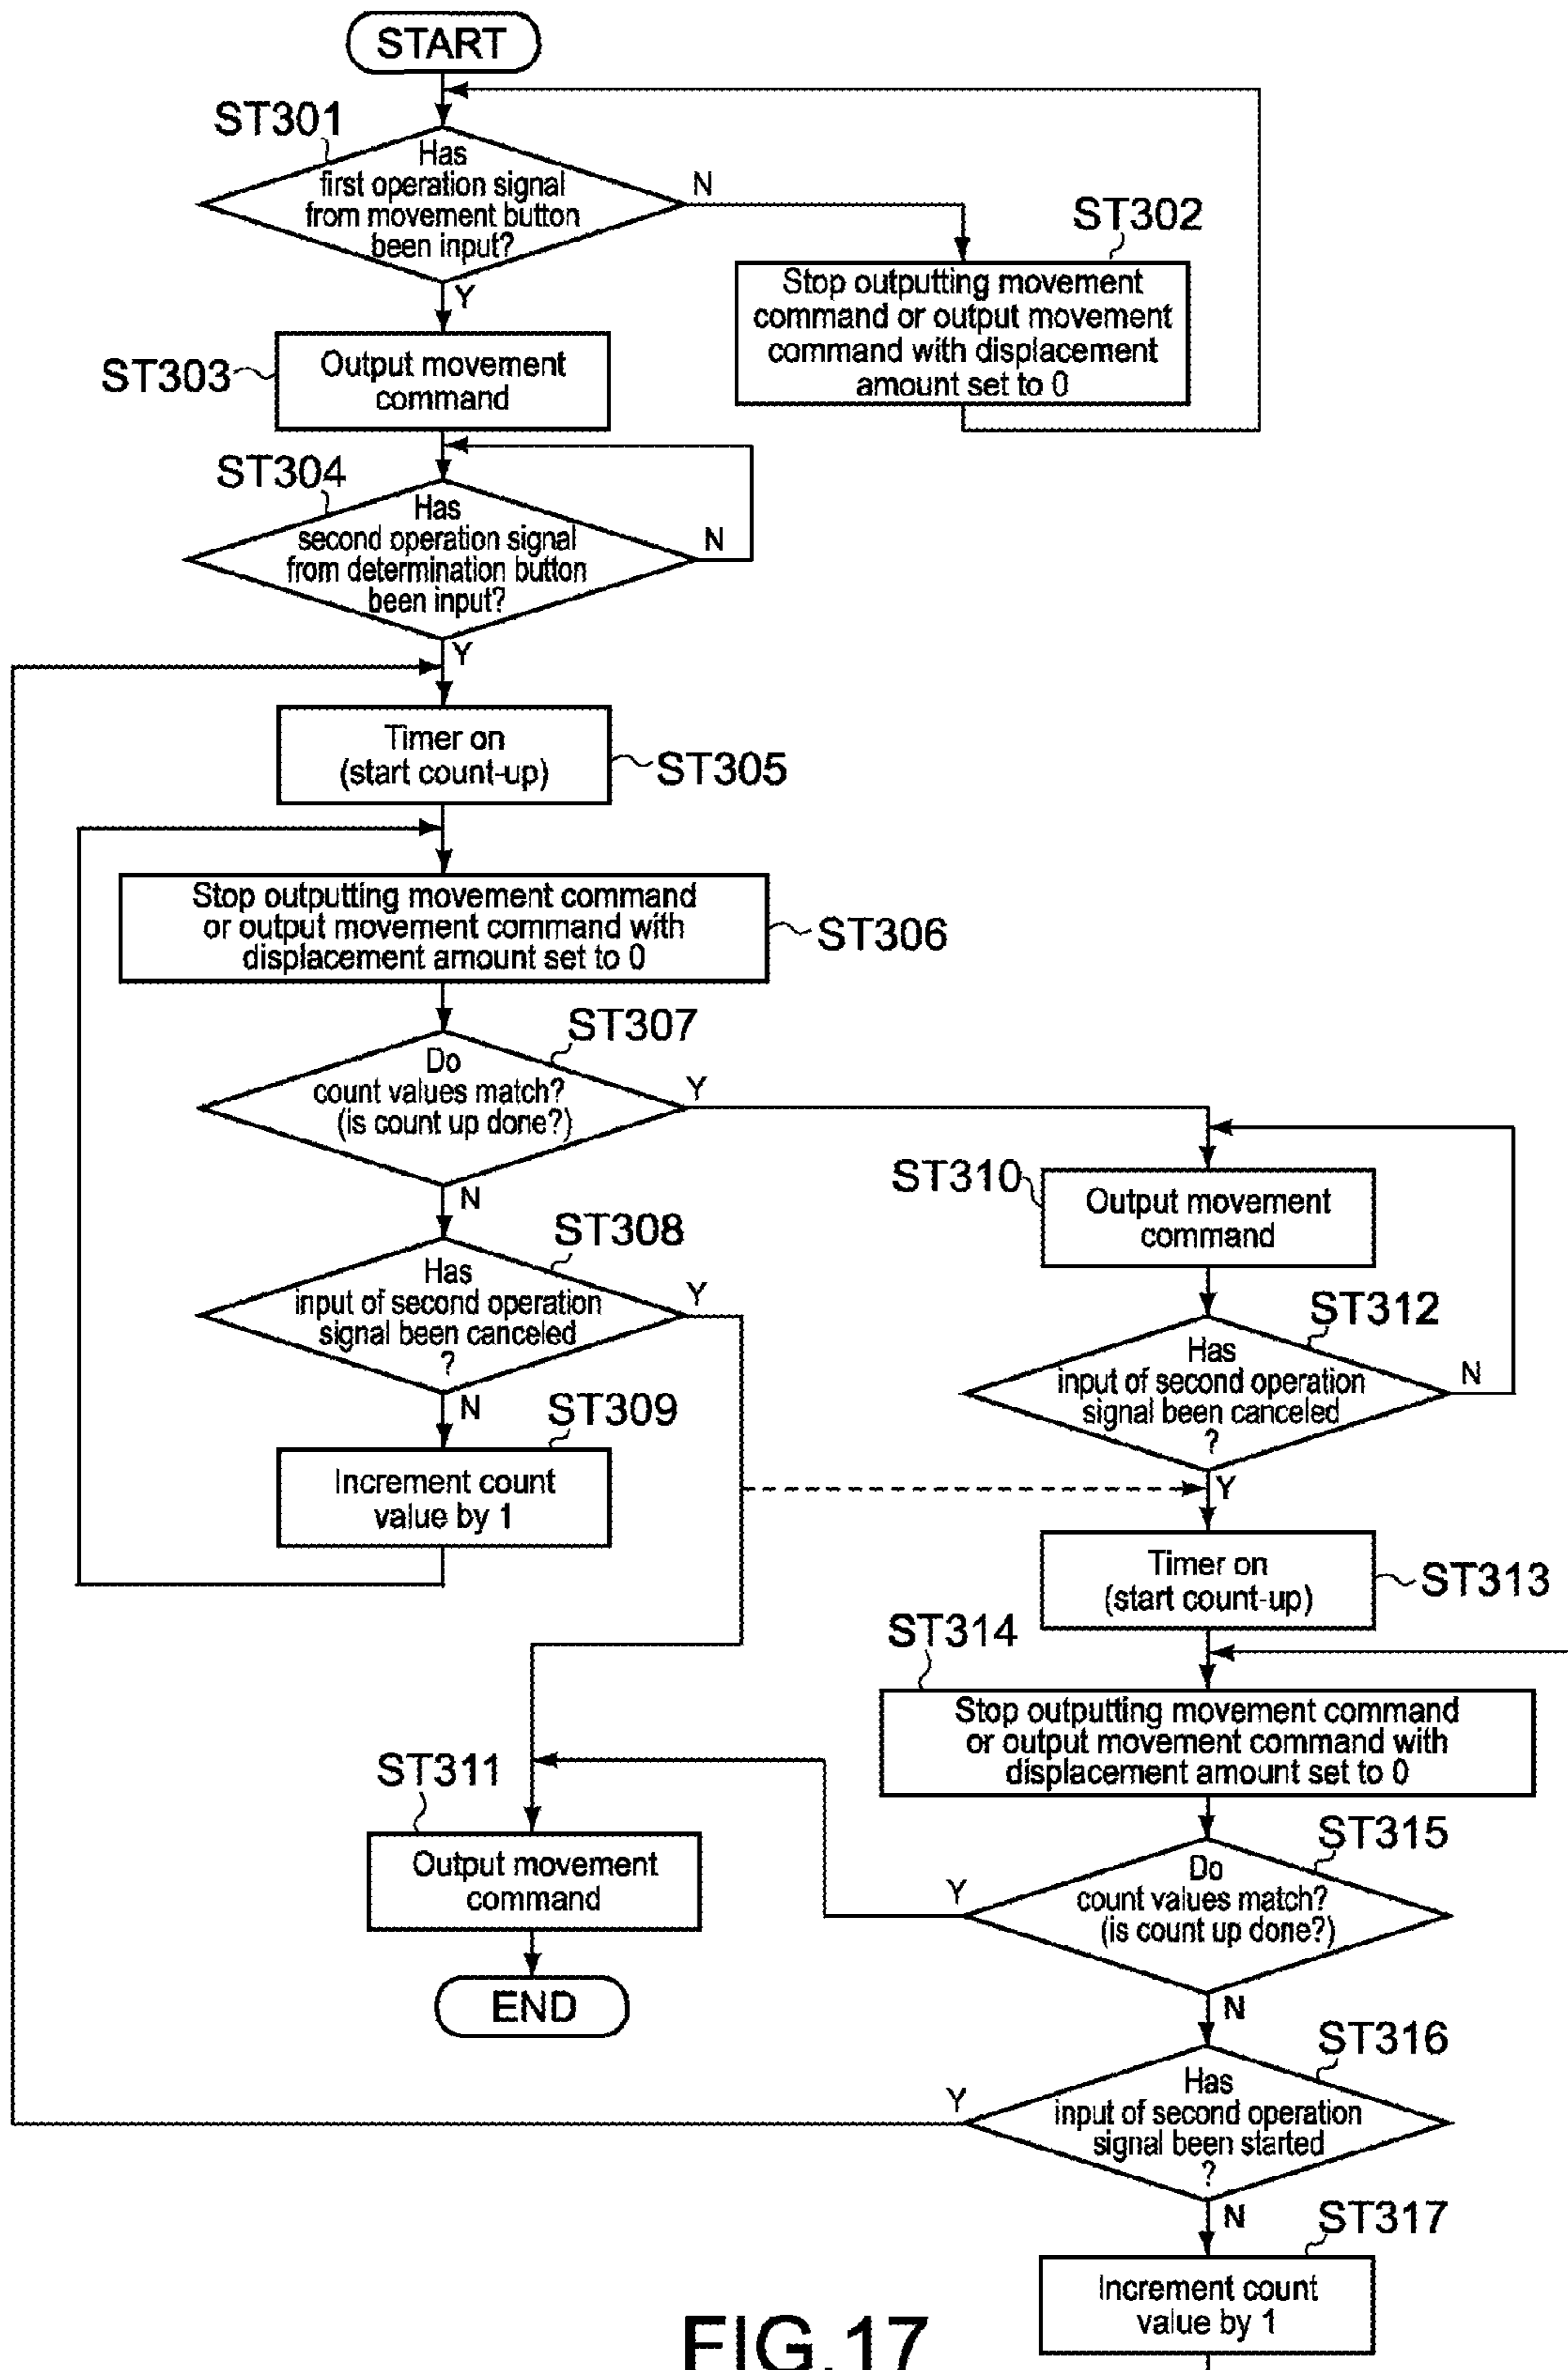 START
ST301
Has
first operation signal
from movement button
been input?
N
Y
ST302
Stop outputting movement
command or output movement
command with displacement
amount set to 0
ST303
Output movement
command
ST304
Has
second operation signal
from determination button
been input?
N
Y
Timer on
(start count-up)
ST305
Stop outputting movement command
or output movement command with
displacement amount set to 0
ST306
ST307
Do
count values match?
(is count up done?)
Y
N
ST308
Has
input of second operation
signal been canceled
?
Y
N
ST309
Increment count
value by 1
ST310
Output movement
command
ST312
Has
input of second operation
signal been canceled
?
N
Y
Timer on
(start count-up)
ST313
ST314
Stop outputting movement command
or output movement command with
displacement amount set to 0
ST311
Output movement
command
END
ST315
Do
count values match?
(is count up done?)
Y
N
ST316
Has
input of second operation
signal been started
?
Y
N
ST317
Increment count
value by 1
FIG.17